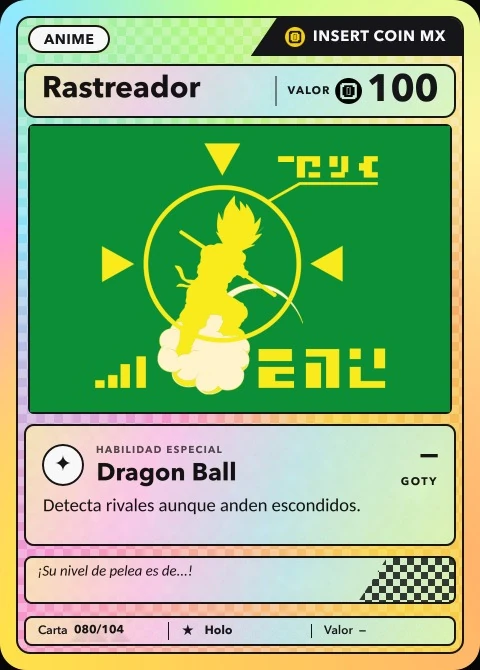 ANIME
INSERT COIN MX
Rastreador
VALOR 100
HABILIDAD ESPECIAL
Dragon Ball
–
GOTY
Detecta rivales aunque anden escondidos.
¡Su nivel de pelea es de...!
Carta 080/104
★ Holo
Valor –